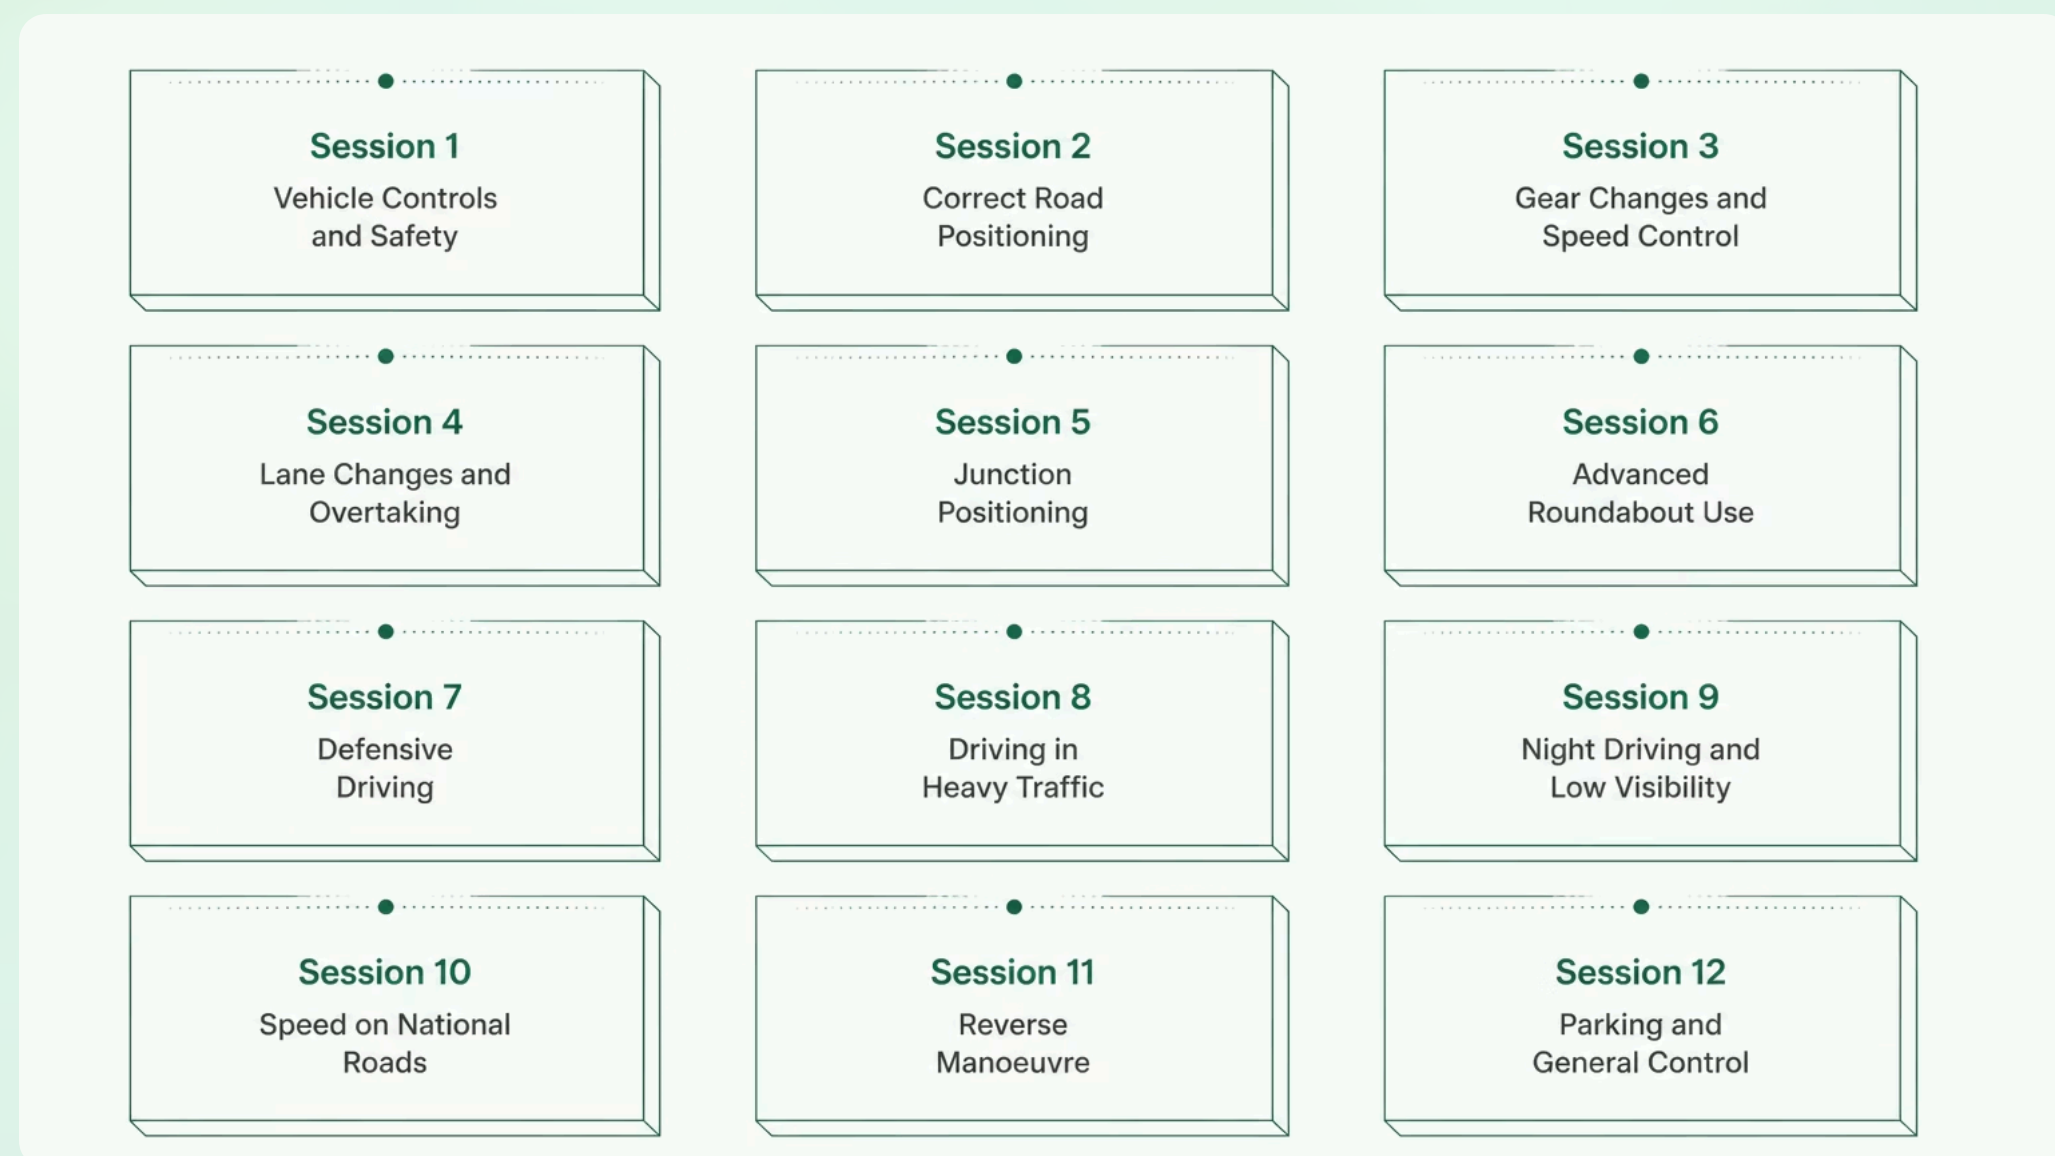 Session 1
Vehicle Controls
and Safety
Session 2
Correct Road
Positioning
Session 3
Gear Changes and
Speed Control
Session 4
Lane Changes and
Overtaking
Session 5
Junction
Positioning
Session 6
Advanced
Roundabout Use
Session 7
Defensive
Driving
Session 8
Driving in
Heavy Traffic
Session 9
Night Driving and
Low Visibility
Session 10
Speed on National
Roads
Session 11
Reverse
Manoeuvre
Session 12
Parking and
General Control